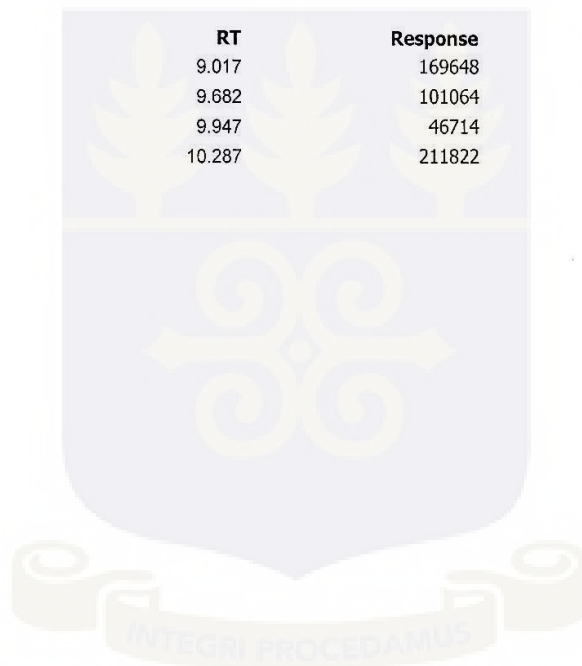 RT Response
9.017 169648
9.682 101064
9.947 46714
10.287 211822
INTEGRI PROCEDAMUS